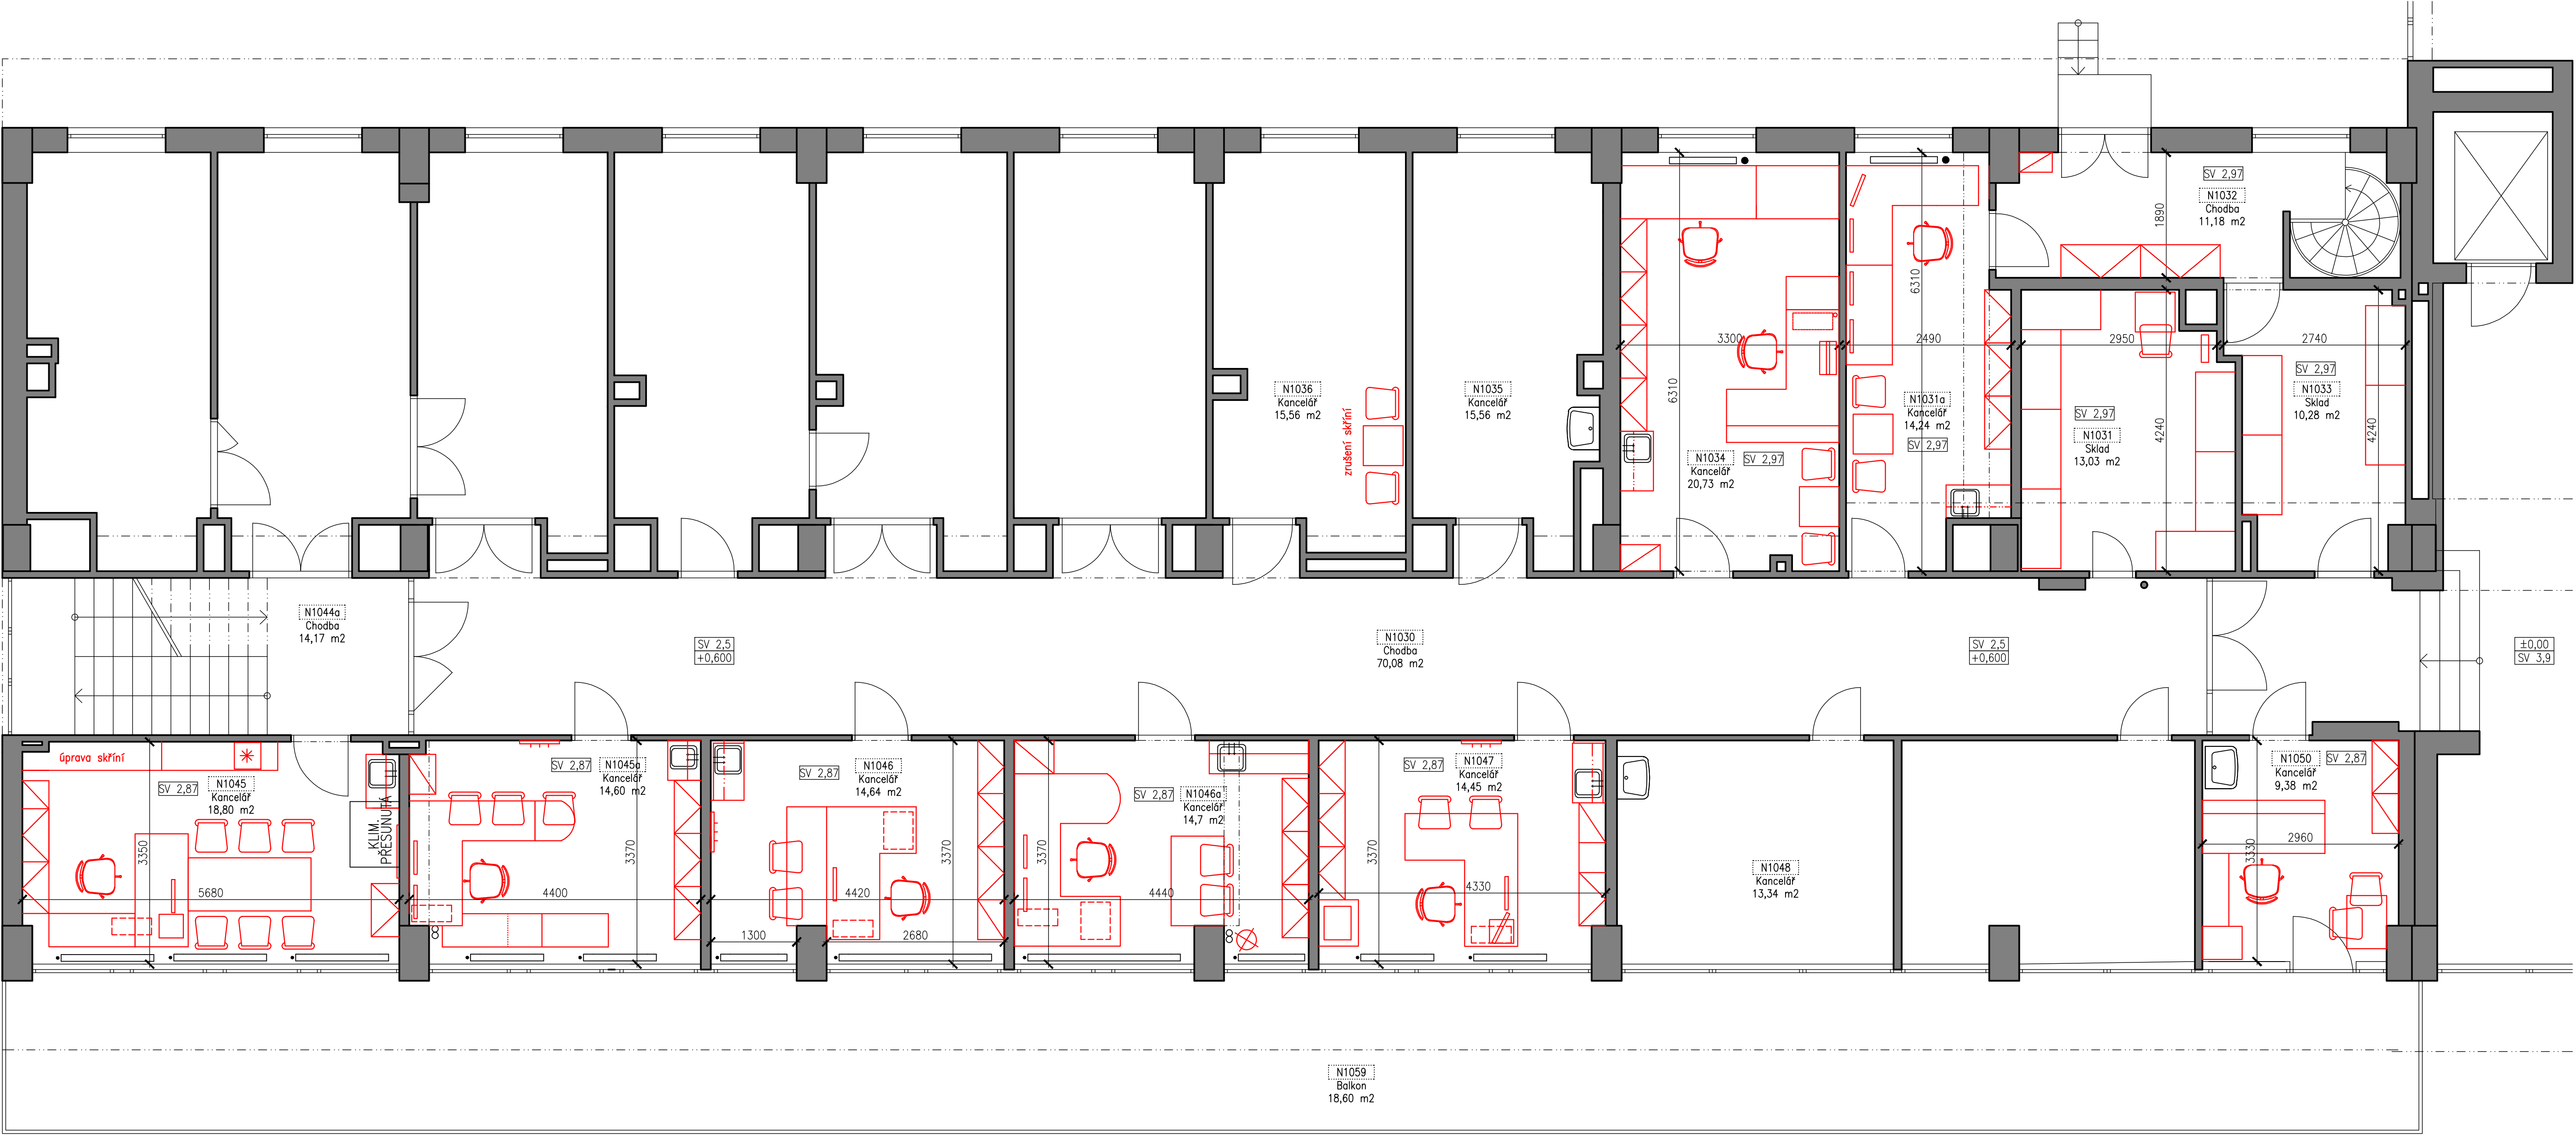 SV 2,97
N1032
Chodba
11,18 m2
1890
6310
6310
3300
2490
2950
2740
4240
4240
N1036
Kancelář
15,56 m2
zrušení skříní
N1035
Kancelář
15,56 m2
N1034
Kancelář
20,73 m2
SV 2,97
N1031a
Kancelář
14,24 m2
SV 2,97
SV 2,97
N1031
Sklad
13,03 m2
SV 2,97
N1033
Sklad
10,28 m2
N1044a
Chodba
14,17 m2
SV 2,5
+0,600
N1030
Chodba
70,08 m2
SV 2,5
+0,600
±0,00
SV 3,9
úprava skříní
SV 2,87
N1045
Kancelář
18,80 m2
KLIM.
PŘESUNUTÁ
3350
5680
SV 2,87
N1045a
Kancelář
14,60 m2
3370
4400
SV 2,87
N1046
Kancelář
14,64 m2
3370
4420
1300
2680
SV 2,87
N1046a
Kancelář
14,7 m2
3370
4440
SV 2,87
N1047
Kancelář
14,45 m2
3370
4330
N1048
Kancelář
13,34 m2
N1050
Kancelář
9,38 m2
SV 2,87
3330
2960
N1059
Balkon
18,60 m2